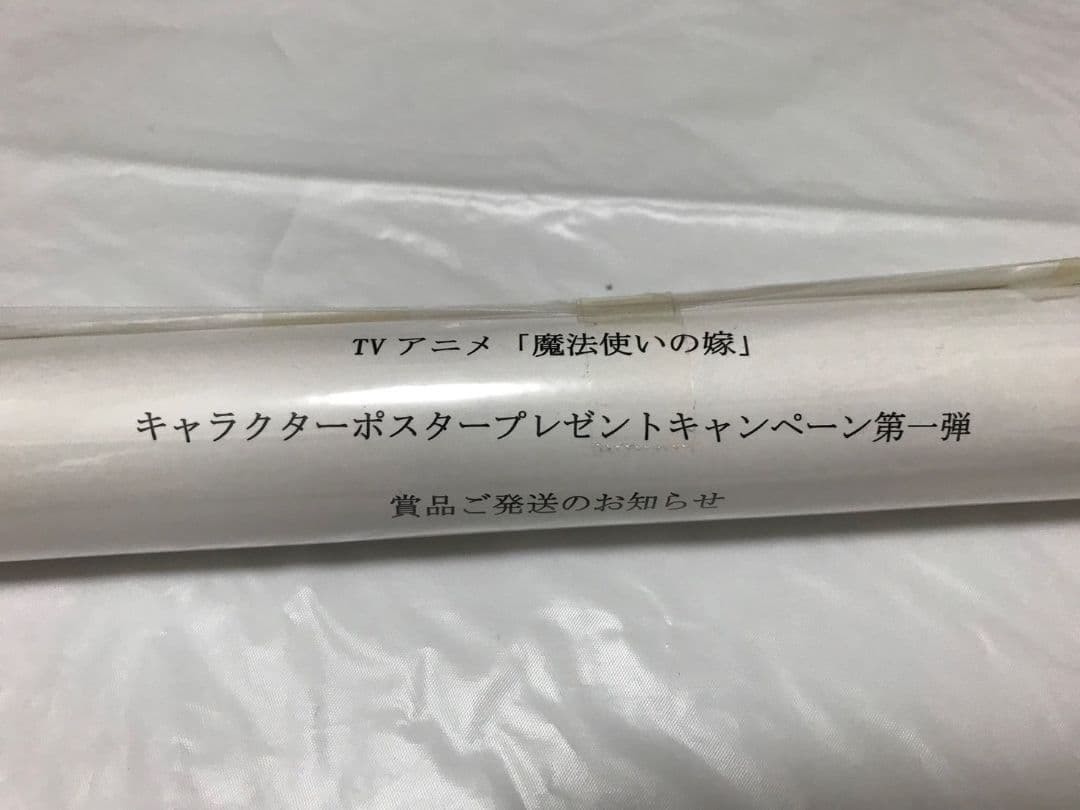 TVアニメ「魔法使いの嫁」
キャラクターポスタープレゼントキャンペーン第一弾
賞品ご発送のお知らせ